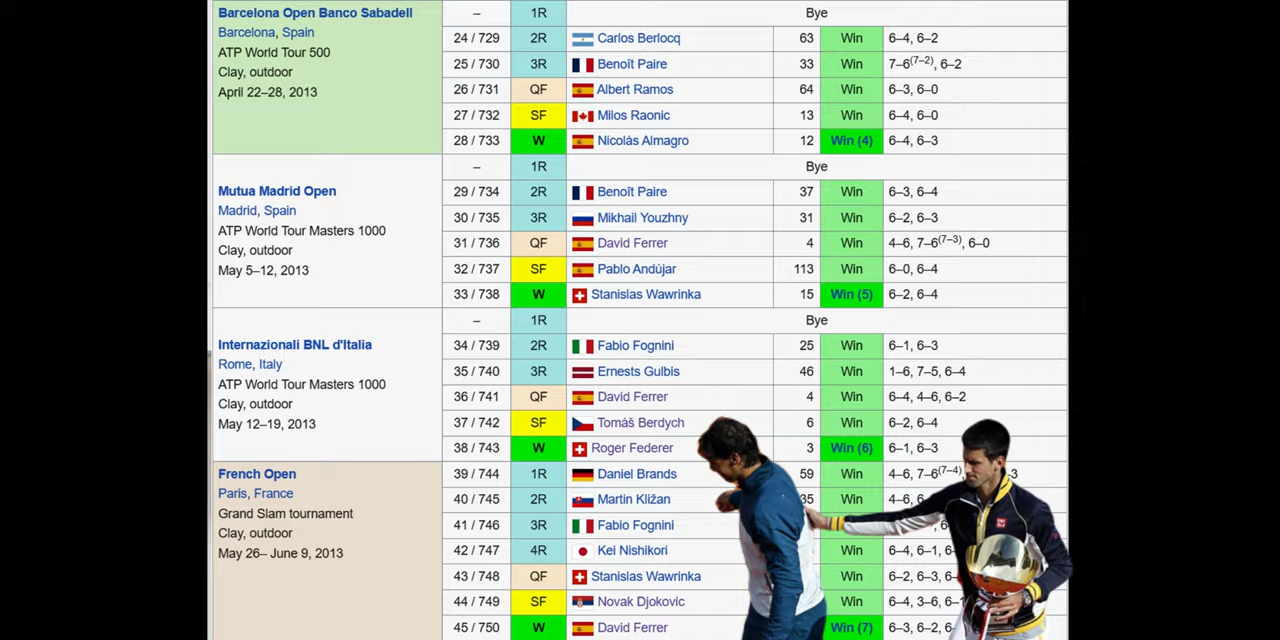 Barcelona Open Banco Sabadell
Barcelona, Spain
ATP World Tour 500
Clay, outdoor
April 22–28, 2013
– 1R Bye
24 / 729 2R Carlos Berlocq 63 Win 6–4, 6–2
25 / 730 3R Benoît Paire 33 Win 7–6(7–2), 6–2
26 / 731 QF Albert Ramos 64 Win 6–3, 6–0
27 / 732 SF Milos Raonic 13 Win 6–4, 6–0
28 / 733 W Nicolás Almagro 12 Win (4) 6–4, 6–3
Mutua Madrid Open
Madrid, Spain
ATP World Tour Masters 1000
Clay, outdoor
May 5–12, 2013
– 1R Bye
29 / 734 2R Benoît Paire 37 Win 6–3, 6–4
30 / 735 3R Mikhail Youzhny 31 Win 6–2, 6–3
31 / 736 QF David Ferrer 4 Win 4–6, 7–6(7–3), 6–0
32 / 737 SF Pablo Andújar 113 Win 6–0, 6–4
33 / 738 W Stanislas Wawrinka 15 Win (5) 6–2, 6–4
Internazionali BNL d'Italia
Rome, Italy
ATP World Tour Masters 1000
Clay, outdoor
May 12–19, 2013
– 1R Bye
34 / 739 2R Fabio Fognini 25 Win 6–1, 6–3
35 / 740 3R Ernests Gulbis 46 Win 1–6, 7–5, 6–4
36 / 741 QF David Ferrer 4 Win 6–4, 4–6, 6–2
37 / 742 SF Tomáš Berdych 6 Win 6–2, 6–4
38 / 743 W Roger Federer 3 Win (6) 6–1, 6–3
French Open
Paris, France
Grand Slam tournament
Clay, outdoor
May 26– June 9, 2013
39 / 744 1R Daniel Brands 59 Win 4–6, 7–6(7–4), –3
40 / 745 2R Martin Kližan 35 Win 4–6, 6
41 / 746 3R Fabio Fognini Win
42 / 747 4R Kei Nishikori Win 6–4, 6–1, 6–
43 / 748 QF Stanislas Wawrinka Win 6–2, 6–3, 6–
44 / 749 SF Novak Djokovic Win 6–4, 3–6, 6–1
45 / 750 W David Ferrer Win (7) 6–3, 6–2, 6–